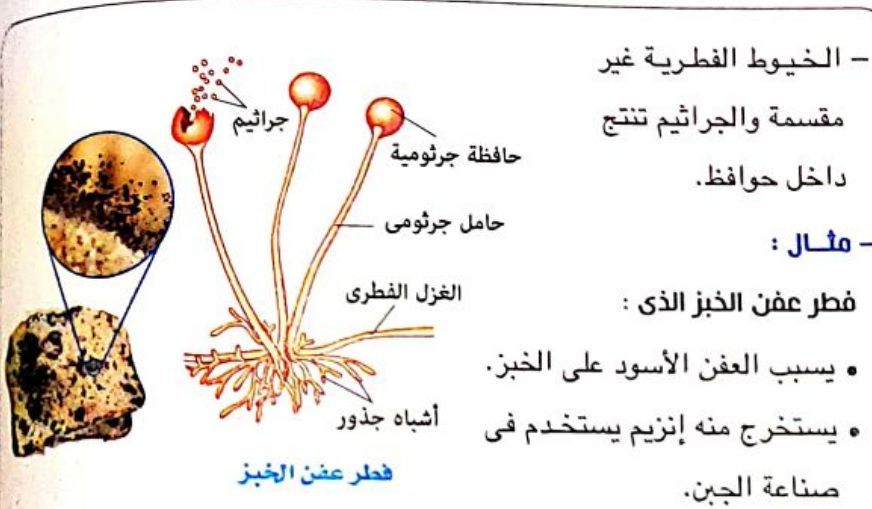 – الخيوط الفطرية غير
مقسمة والجراثيم تنتج
داخل حوافظ.
– مثال :
فطر عفن الخبز الذى :
• يسبب العفن الأسود على الخبز.
• يستخرج منه إنزيم يستخدم فى
صناعة الجبن.
جراثيم
حافظة جرثومية
حامل جرثومى
الغزل الفطرى
أشباه جذور
فطر عفن الخبز